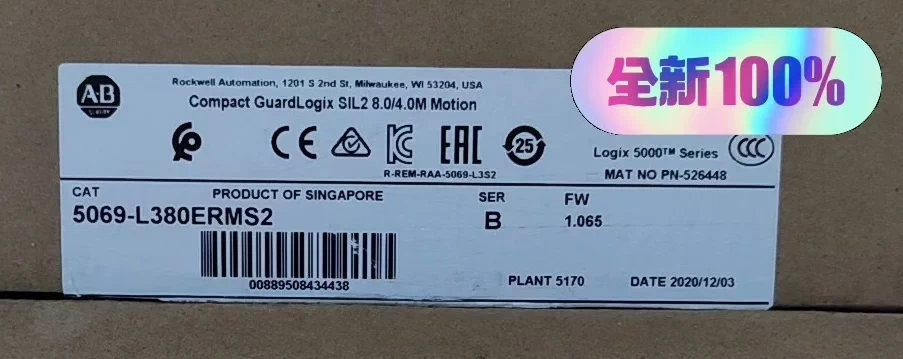 全新100%
Rockwell Automation, 1201 S 2nd St, Milwaukee, WI 53204, USA
Compact GuardLogix SIL2 8.0/4.0M Motion
AB
CE
EAC
25
CCC
R-REM-RAA-5069-L3S2
Logix 5000™ Series
MAT NO PN-526448
CAT
PRODUCT OF SINGAPORE
SER
FW
5069-L380ERMS2
B
1.065
00889508434438
PLANT 5170
DATE 2020/12/03